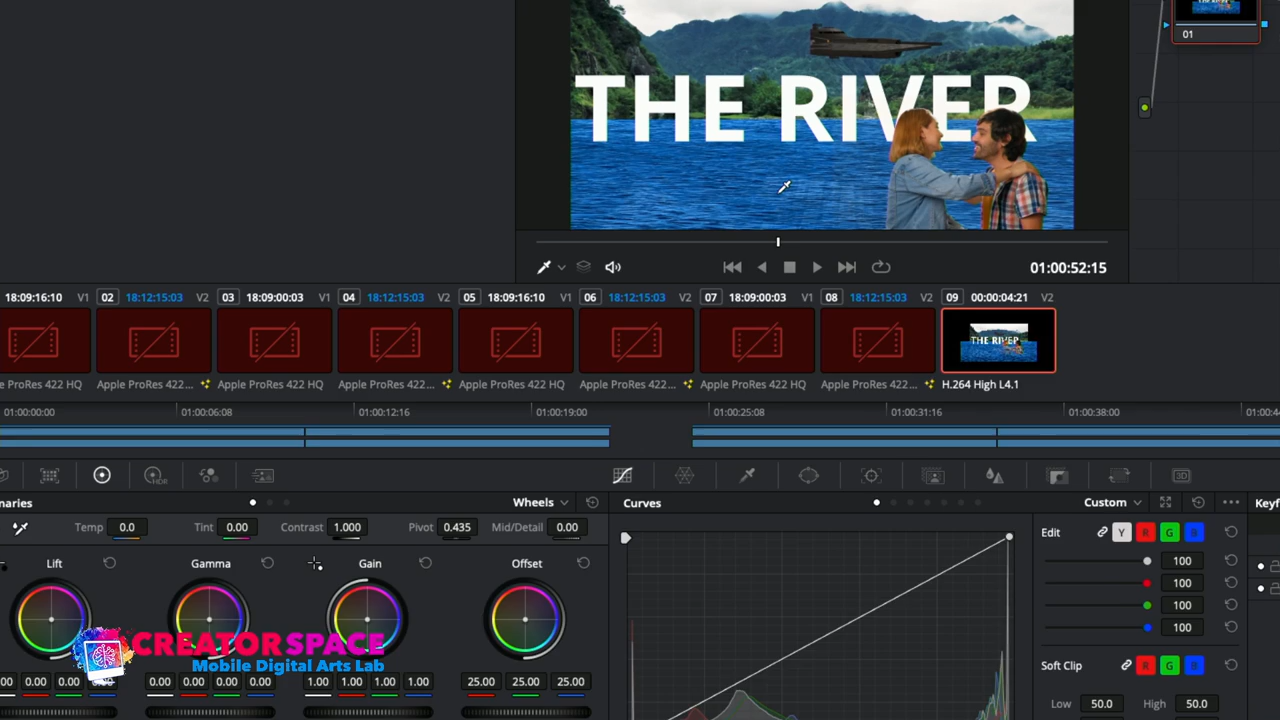 THE RIVER
01
01:00:52:15
18:09:16:10 V1 02 18:12:15:03 V2 03 18:09:00:03 V1 04 18:12:15:03 V2 05 18:09:16:10 V1 06 18:12:15:03 V2 07 18:09:00:03 V1 08 18:12:15:03 V2 09 00:00:04:21 V2
THE RIVER
e ProRes 422 HQ Apple ProRes 422... Apple ProRes 422 HQ Apple ProRes 422... Apple ProRes 422 HQ Apple ProRes 422... Apple ProRes 422 HQ Apple ProRes 422... H.264 High L4.1
01:00:00:00 01:00:06:08 01:00:12:16 01:00:19:00 01:00:25:08 01:00:31:16 01:00:38:00 01:00:4
HDR 3D
naries Wheels Curves Custom Keyf
Temp 0.0 Tint 0.00 Contrast 1.000 Pivot 0.435 Mid/Detail 0.00
Edit Y R G B
Lift Gamma Gain Offset
100
100
100
100
CREATORSPACE
Mobile Digital Arts Lab
Soft Clip R G B
00 0.00 0.00 0.00 0.00 0.00 0.00 1.00 1.00 1.00 1.00 25.00 25.00 25.00
Low 50.0 High 50.0